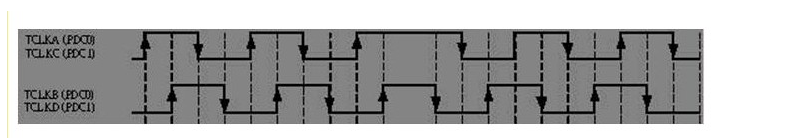 TCLKA (PDC0)
TCLKC (PDC1)
TCLKB (PDC0)
TCLKD (PDC1)